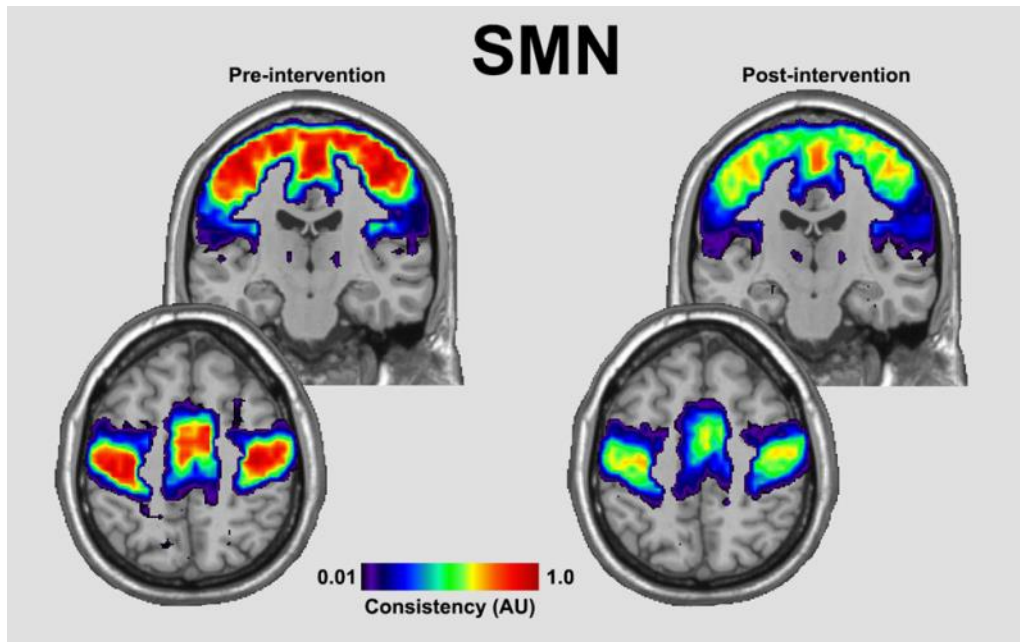 SMN
Pre-intervention
Post-intervention
0.01
1.0
Consistency (AU)